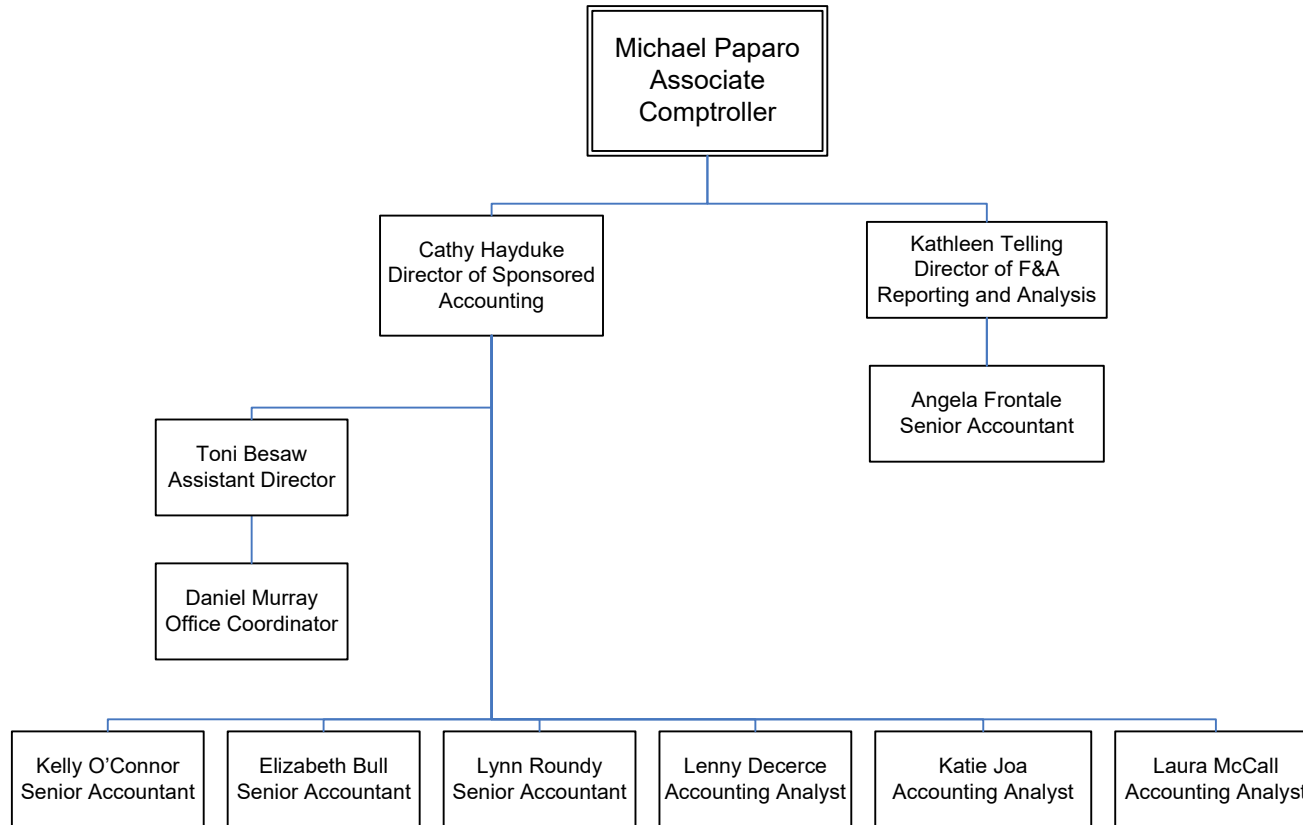 Michael Paparo
Associate
Comptroller
Cathy Hayduke
Director of Sponsored
Accounting
Kathleen Telling
Director of F&A
Reporting and Analysis
Angela Frontale
Senior Accountant
Toni Besaw
Assistant Director
Daniel Murray
Office Coordinator
Kelly O’Connor
Senior Accountant
Elizabeth Bull
Senior Accountant
Lynn Roundy
Senior Accountant
Lenny Decerce
Accounting Analyst
Katie Joa
Accounting Analyst
Laura McCall
Accounting Analyst